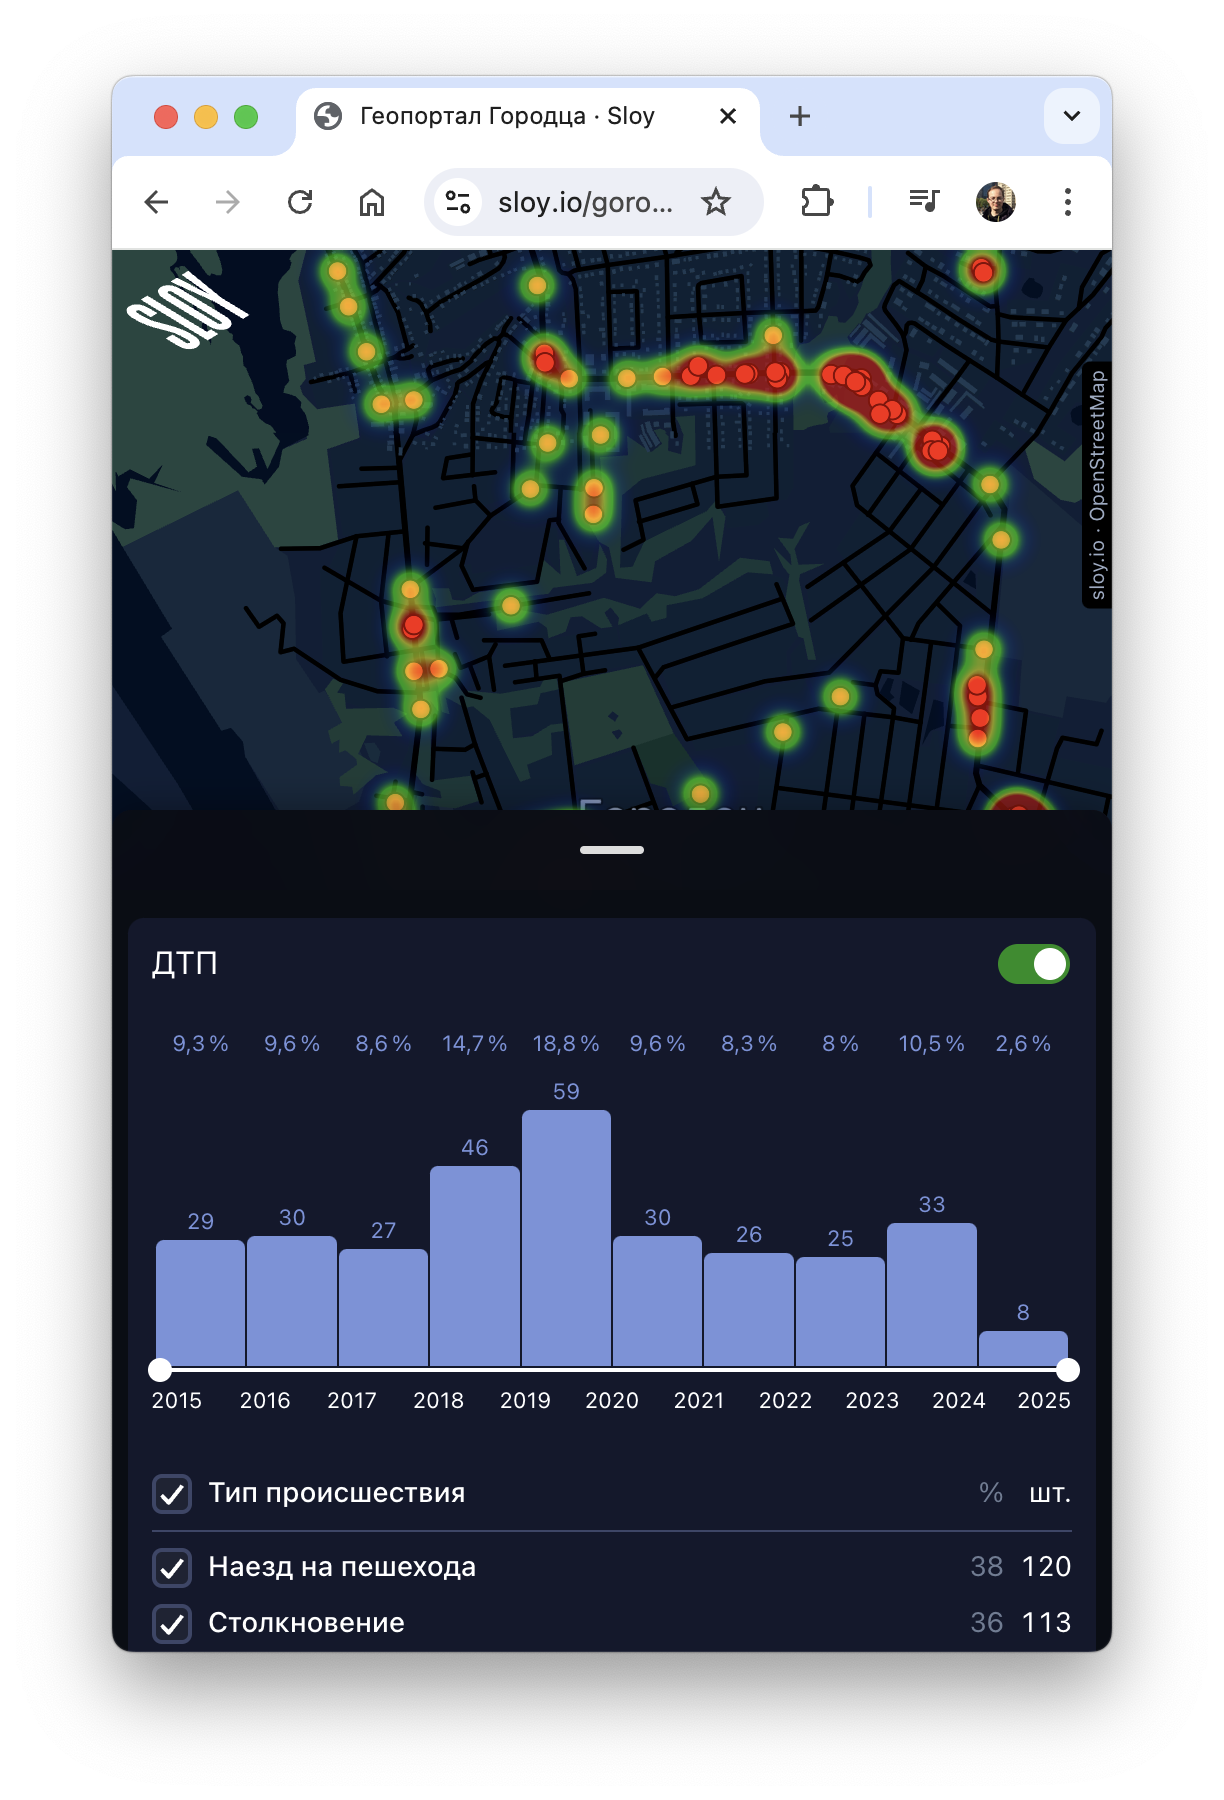 Геопортал Городца · Sloy
sloy.io/goro...
SLOY
sloy.io · OpenStreetMap
ДТП
9,3 % 9,6 % 8,6 % 14,7 % 18,8 % 9,6 % 8,3 % 8 % 10,5 % 2,6 %
29 30 27 46 59 30 26 25 33 8
2015 2016 2017 2018 2019 2020 2021 2022 2023 2024 2025
Тип происшествия % шт.
Наезд на пешехода 38 120
Столкновение 36 113